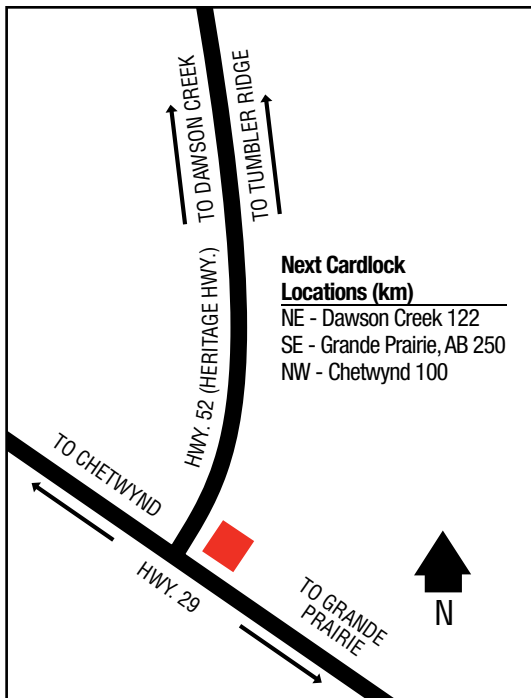 TO DAWSON CREEK
TO TUMBLER RIDGE
HWY. 52 (HERITAGE HWY.)
Next Cardlock
Locations (km)
NE - Dawson Creek 122
SE - Grande Prairie, AB 250
NW - Chetwynd 100
TO CHETWYND
HWY. 29
TO GRANDE
PRAIRIE
N